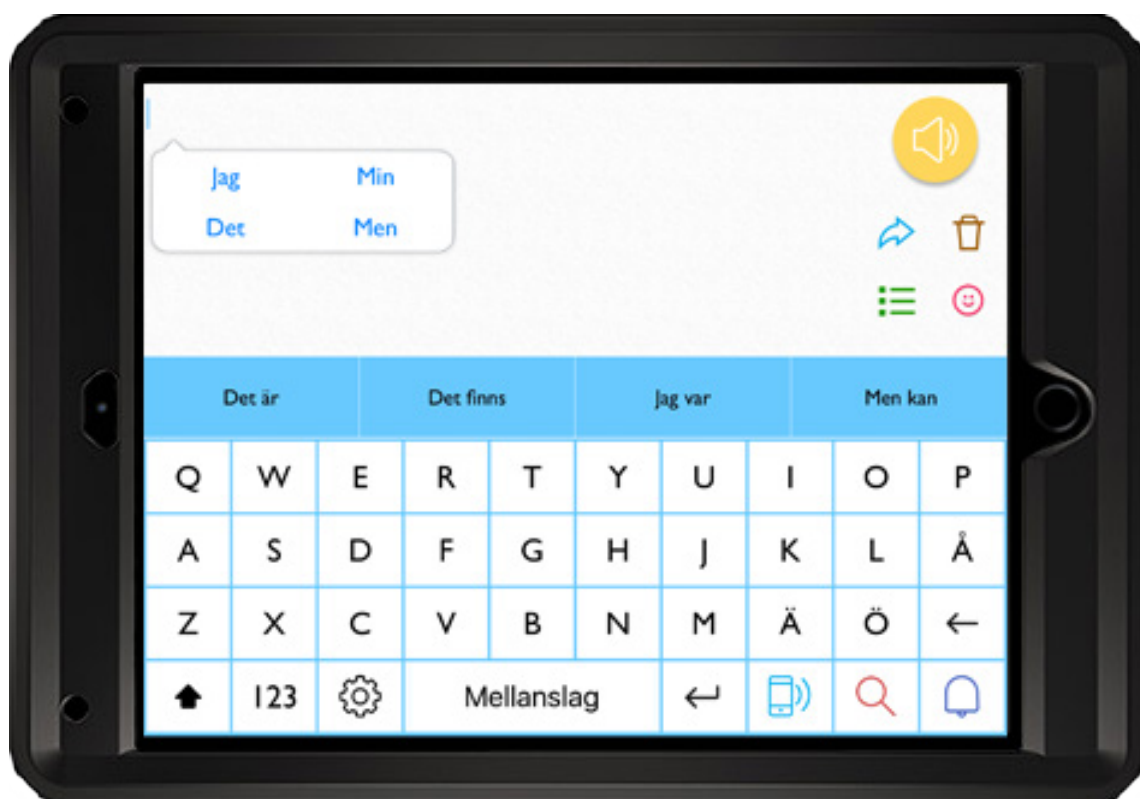 Jag Min
Det Men
Det är Det finns Jag var Men kan
Q W E R T Y U I O P
A S D F G H J K L Å
Z X C V B N M Ä Ö ←
123 Mellanslag